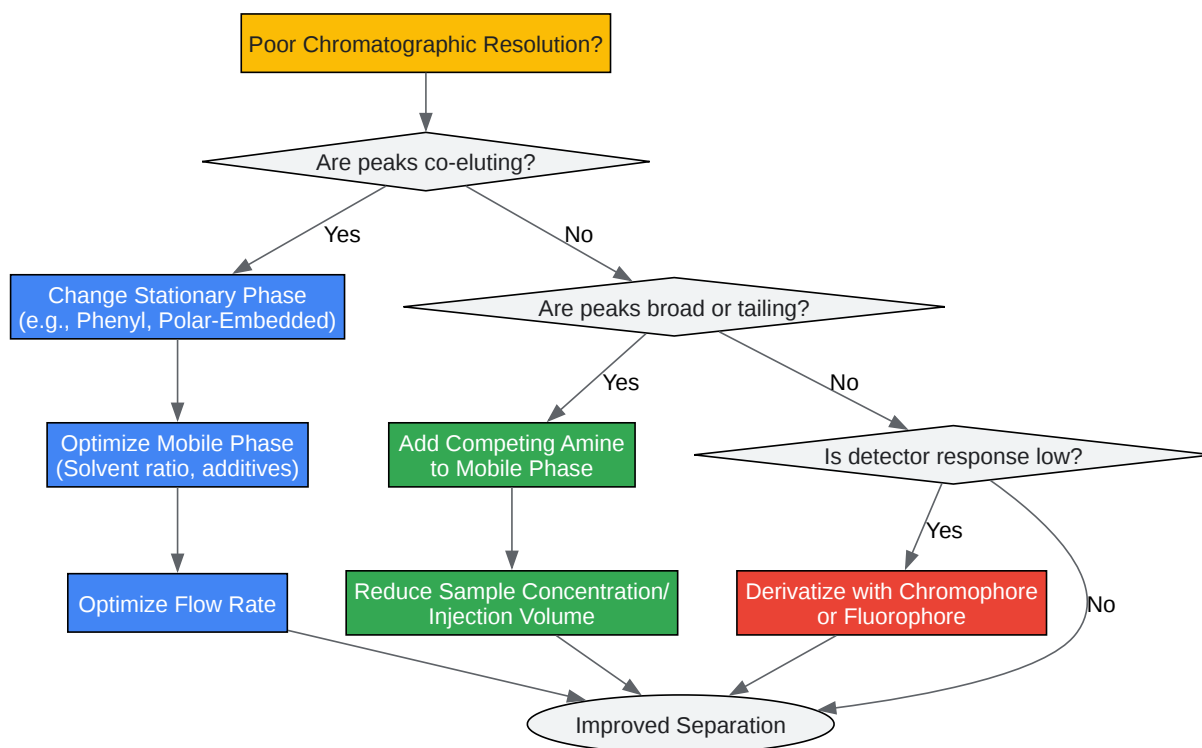 Poor Chromatographic Resolution?
Are peaks co-eluting?
Yes
No
Change Stationary Phase
(e.g., Phenyl, Polar-Embedded)
Are peaks broad or tailing?
Yes
No
Optimize Mobile Phase
(Solvent ratio, additives)
Add Competing Amine
to Mobile Phase
Is detector response low?
Yes
No
Optimize Flow Rate
Reduce Sample Concentration/
Injection Volume
Derivatize with Chromophore
or Fluorophore
Improved Separation